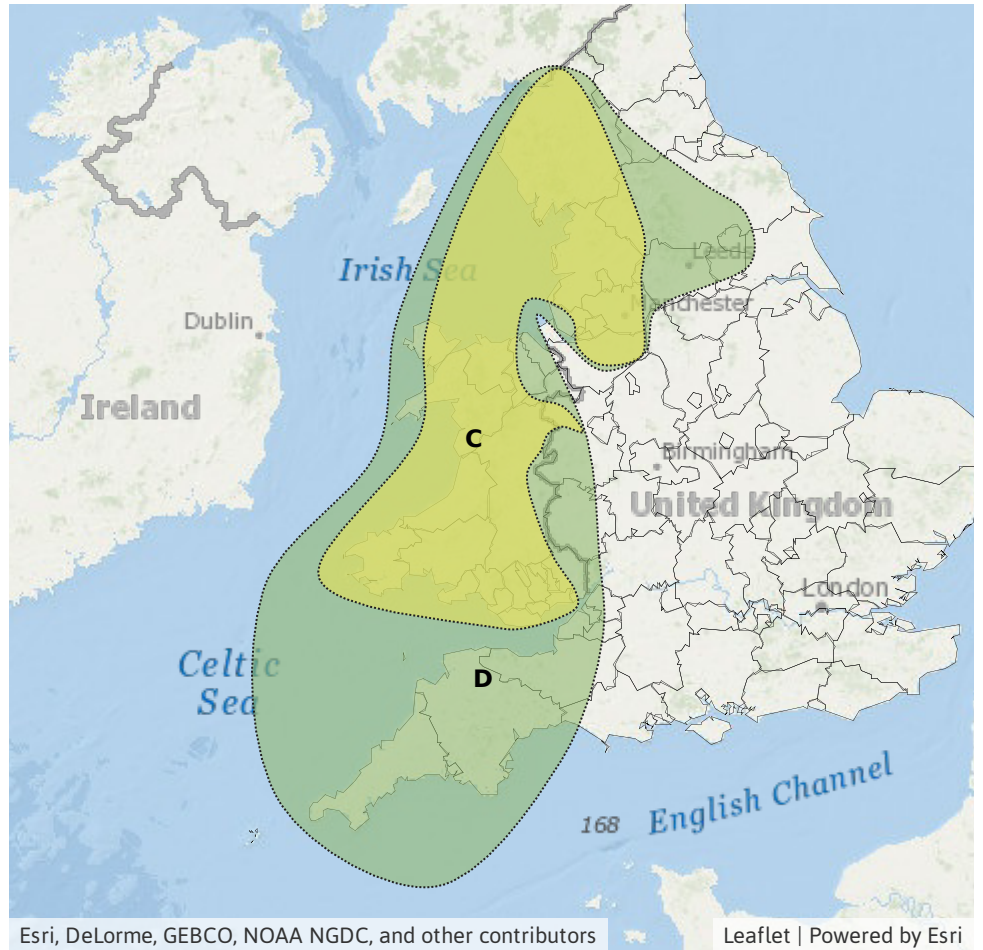 Irish Sea
Leeds
Manchester
Dublin
Ireland
C
Birmingham
United Kingdom
London
Celtic
Sea
D
English Channel
168
Esri, DeLorme, GEBCO, NOAA NGDC, and other contributors
Leaflet | Powered by Esri